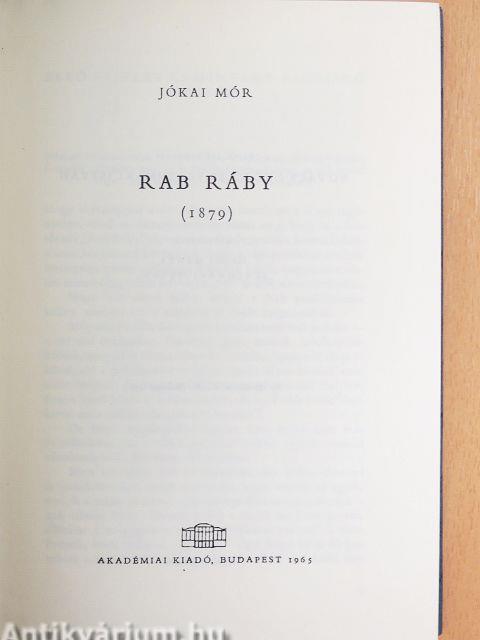 JÓKAI MÓR
RAB RÁBY
(1879)
AKADÉMIAI KIADÓ, BUDAPEST 1965
Antikvárium.hu